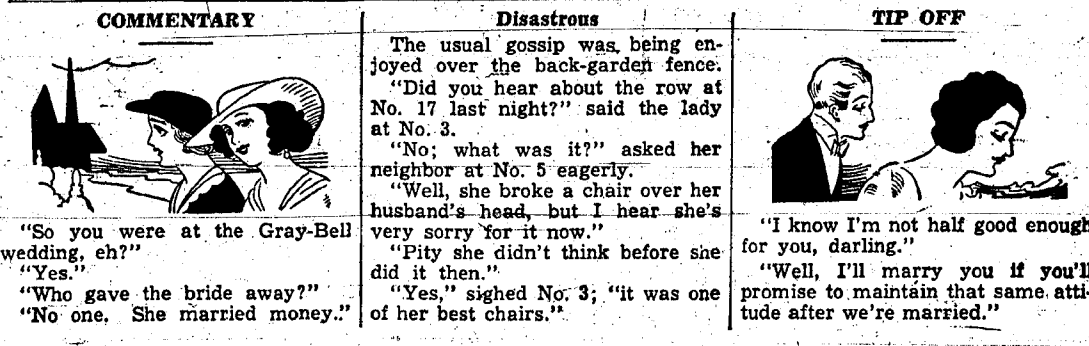 COMMENTARY
"So you were at the Gray-Bell
wedding, eh?"
"Yes."
"Who gave the bride away?"
"No one. She married money."
Disastrous
The usual gossip was being en-
joyed over the back-garden fence.
"Did you hear about the row at
No. 17 last night?" said the lady
at No. 3.
"No; what was it?" asked her
neighbor at No. 5 eagerly.
"Well, she broke a chair over her
husband's head, but I hear she's
very sorry for it now."
"Pity she didn't think before she
did it then."
"Yes," sighed No. 3; "it was one
of her best chairs."
TIP OFF
"I know I'm not half good enough
for you, darling."
"Well, I'll marry you if you'll
promise to maintain that same atti-
tude after we're married."